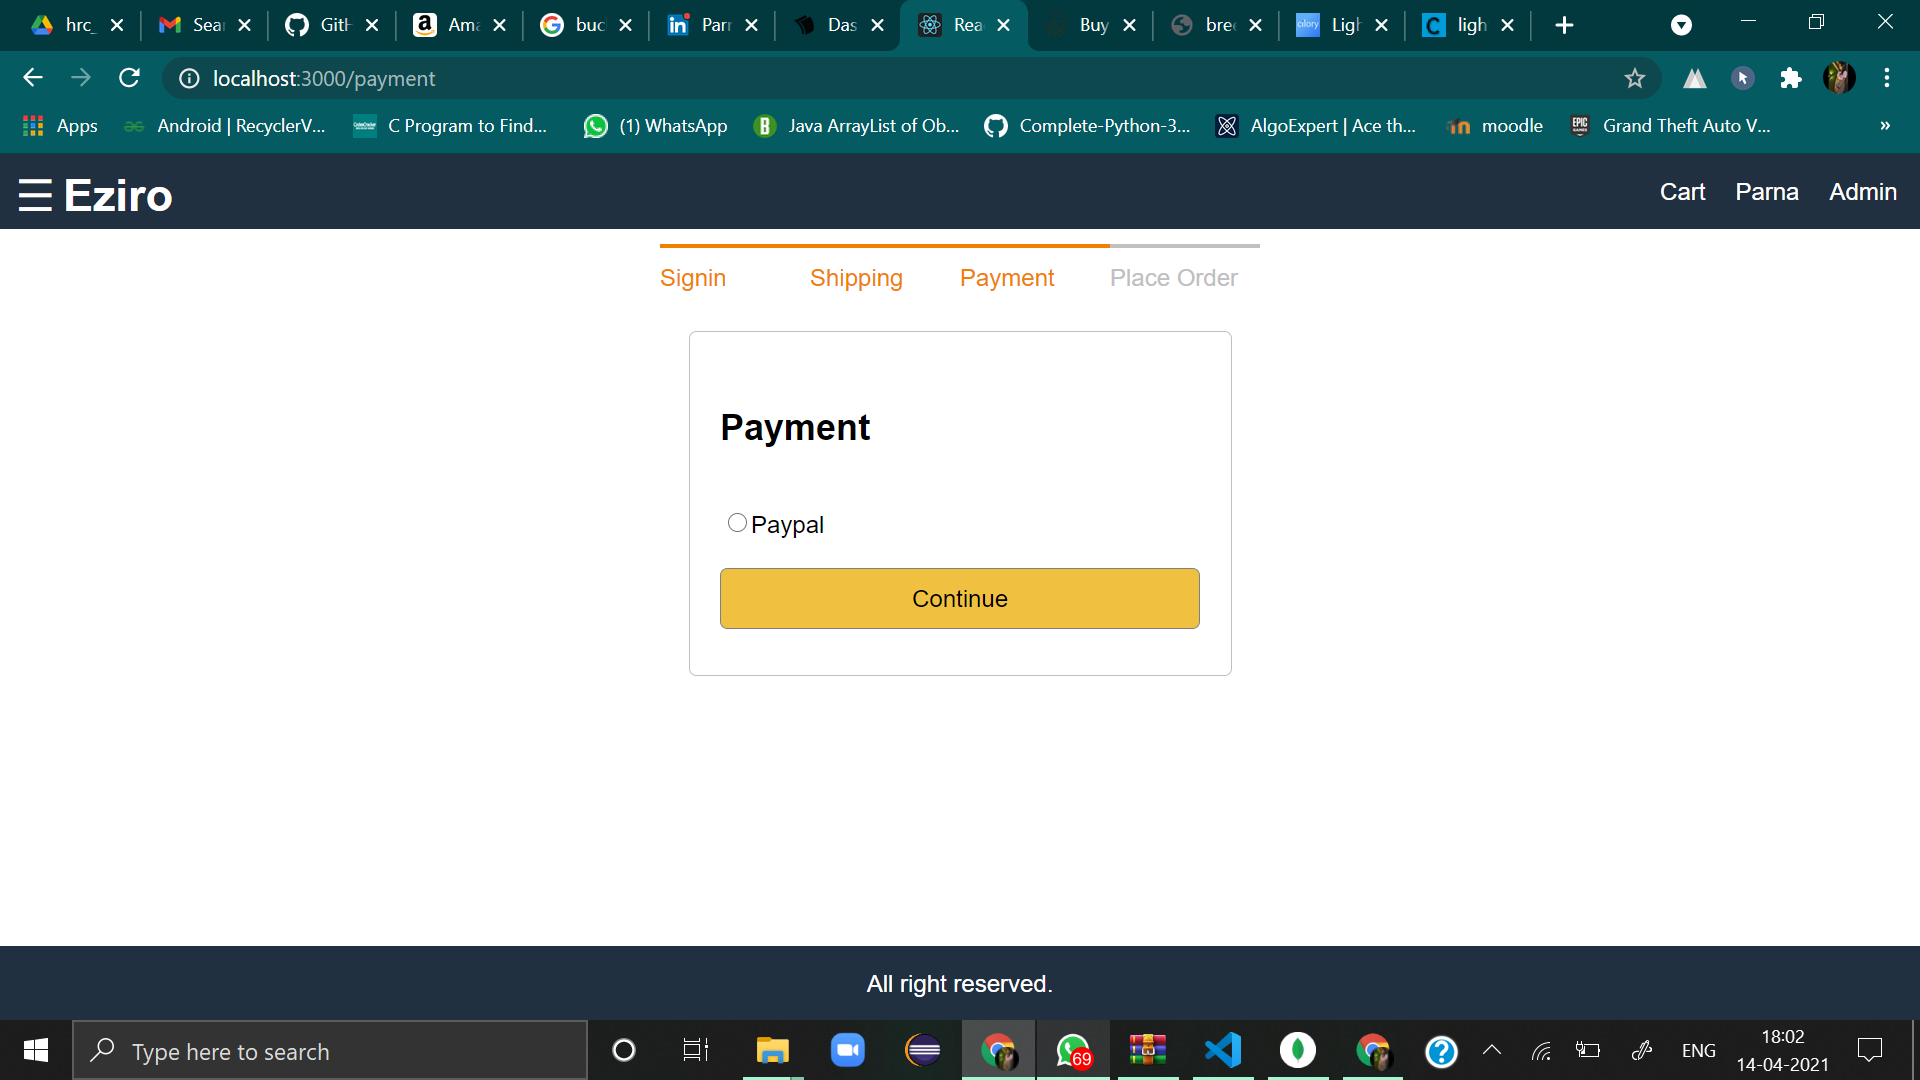 hrc_
Sear
GitH
Ama
buc
Parn
Das
Rea
Buy
bree
Ligh
ligh
localhost:3000/payment
Apps
Android | RecyclerV...
C Program to Find...
(1) WhatsApp
Java ArrayList of Ob...
Complete-Python-3...
AlgoExpert | Ace th...
moodle
Grand Theft Auto V...
»
☰ Eziro
Cart
Parna
Admin
Signin
Shipping
Payment
Place Order
Payment
Paypal
Continue
All right reserved.
Type here to search
69
ENG
18:02
14-04-2021